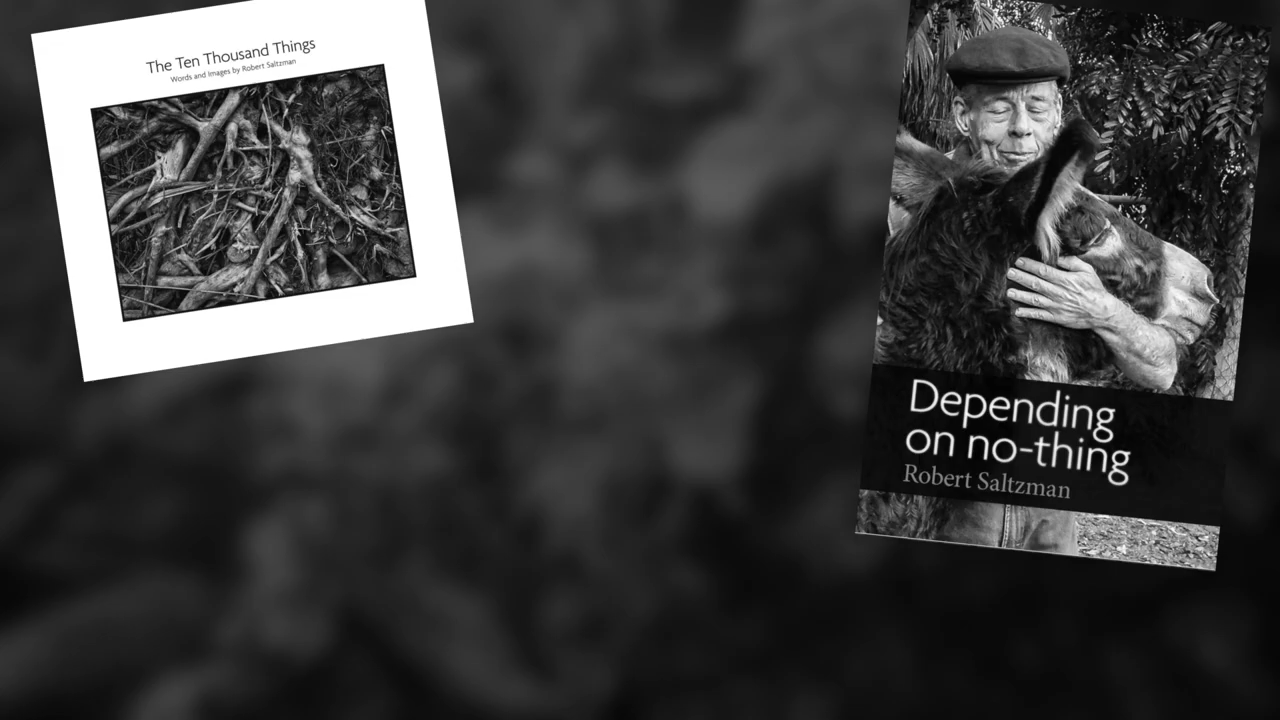 The Ten Thousand Things
Words and Images by Robert Saltzman
Depending
on no-thing
Robert Saltzman